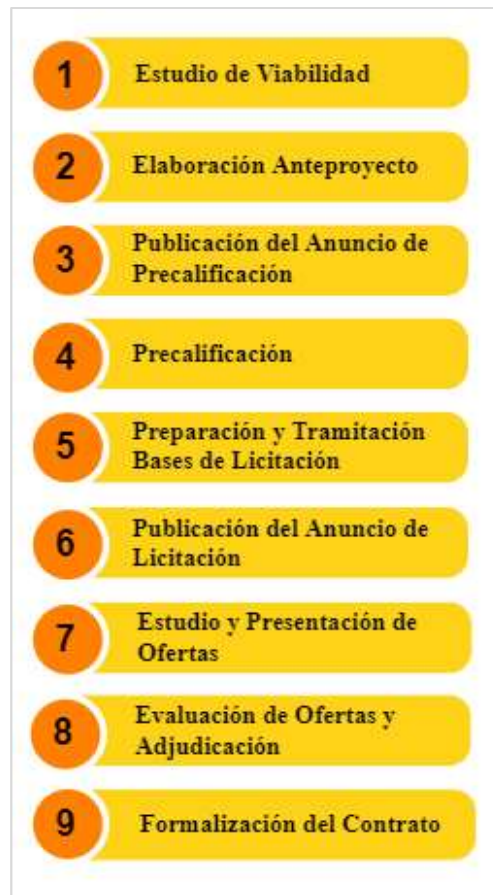 1
Estudio de Viabilidad
2
Elaboración Anteproyecto
3
Publicación del Anuncio de
Precalificación
4
Precalificación
5
Preparación y Tramitación
Bases de Licitación
6
Publicación del Anuncio de
Licitación
7
Estudio y Presentación de
Ofertas
8
Evaluación de Ofertas y
Adjudicación
9
Formalización del Contrato